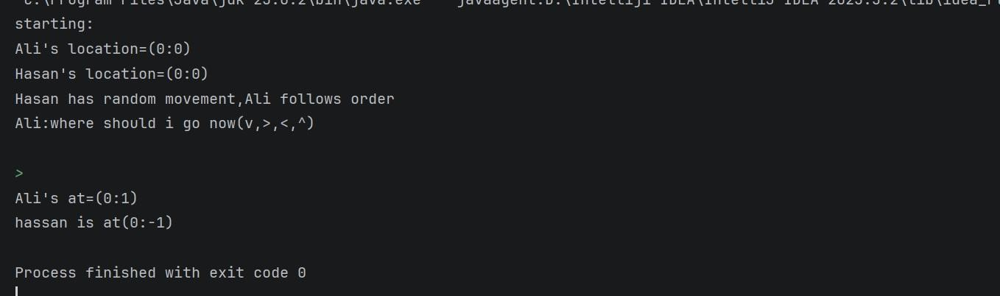 starting:
Ali's location=(0:0)
Hasan's location=(0:0)
Hasan has random movement,Ali follows order
Ali:where should i go now(v,>,<,^)
>
Ali's at=(0:1)
hassan is at(0:-1)
Process finished with exit code 0